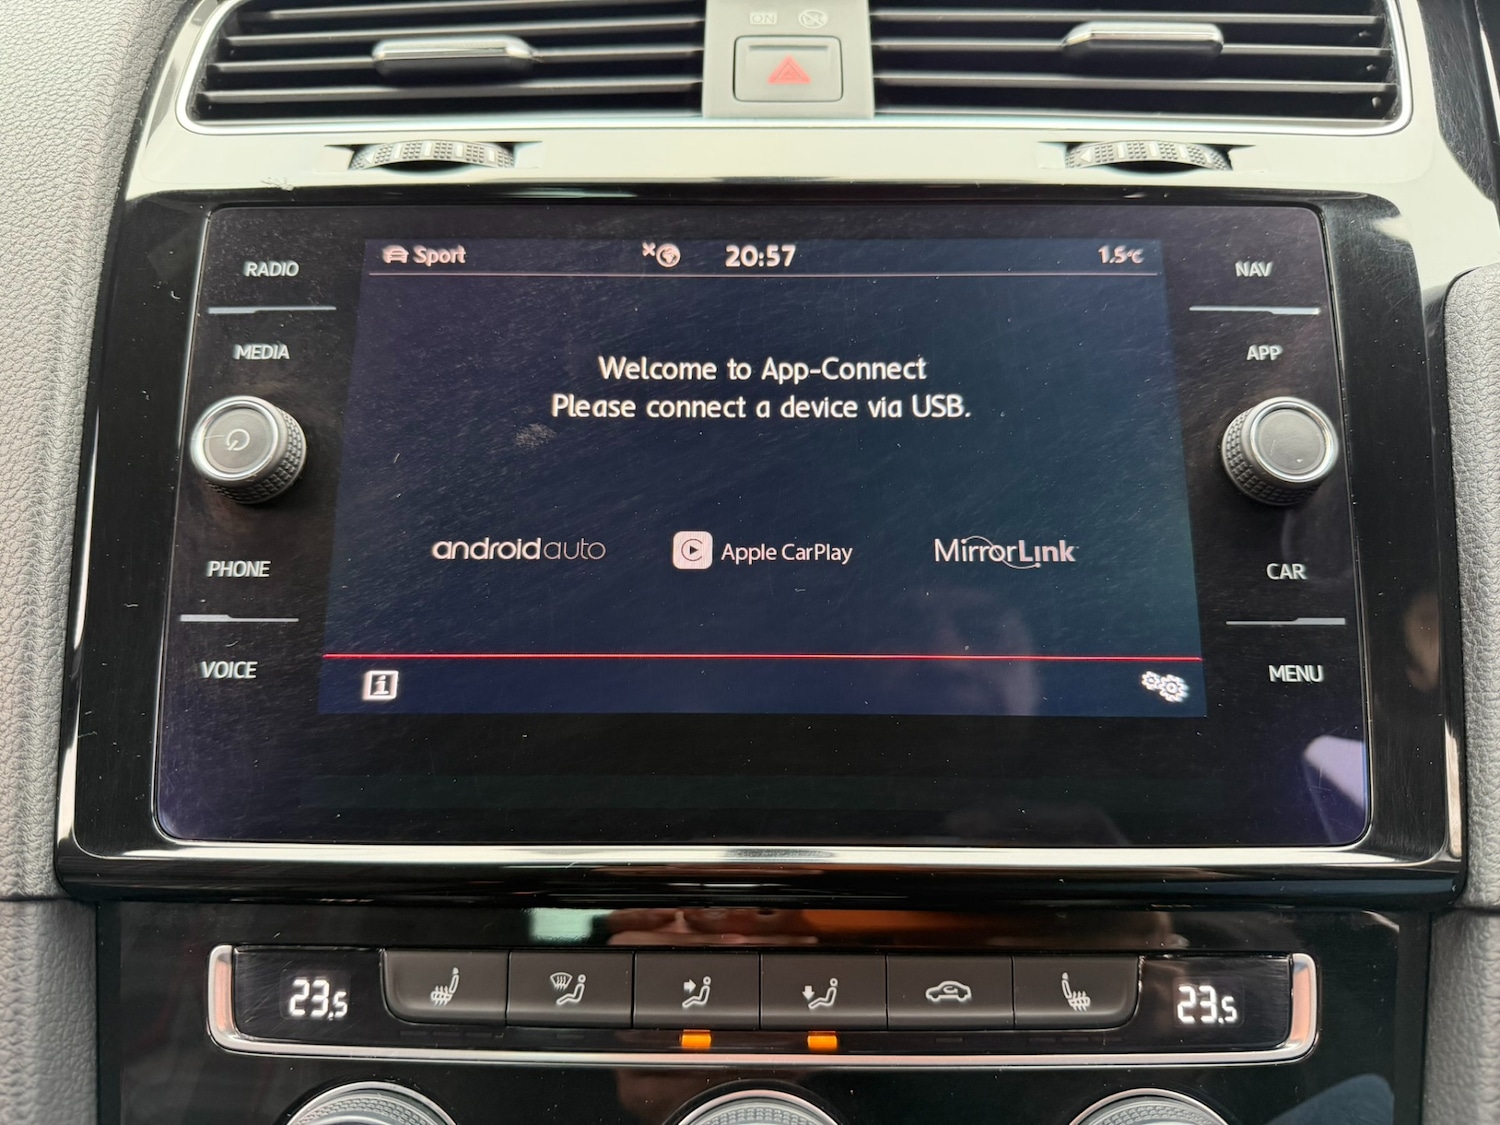 ON
RADIO
MEDIA
PHONE
VOICE
Sport
20:57
1.5°C
Welcome to App-Connect
Please connect a device via USB.
androidauto
Apple CarPlay
MirrorLink
i
NAV
APP
CAR
MENU
23.5
23.5